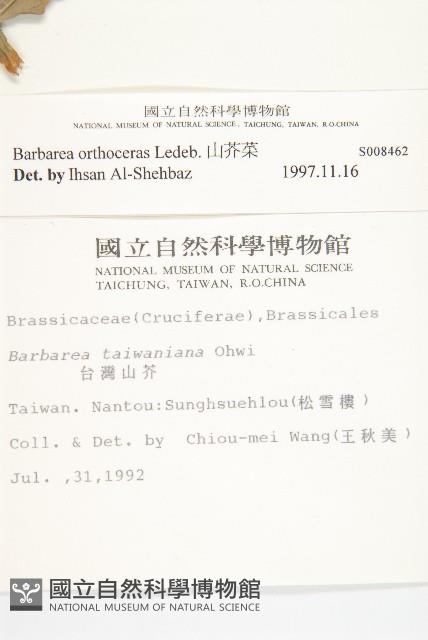 國立自然科學博物館
NATIONAL MUSEUM OF NATURAL SCIENCE, TAICHUNG, TAIWAN, R.O.CHINA
Barbarea orthoceras Ledeb. 山芥菜 S008462
Det. by Ihsan Al-Shehbaz 1997.11.16
國立自然科學博物館
NATIONAL MUSEUM OF NATURAL SCIENCE
TAICHUNG, TAIWAN, R.O.CHINA
Brassicaceae(Cruciferae),Brassicales
Barbarea taiwaniana Ohwi
台灣山芥
Taiwan. Nantou:Sunghsuehlou(松雪樓)
Coll. & Det. by Chiou-mei Wang(王秋美)
Jul. ,31,1992
國立自然科學博物館
NATIONAL MUSEUM OF NATURAL SCIENCE